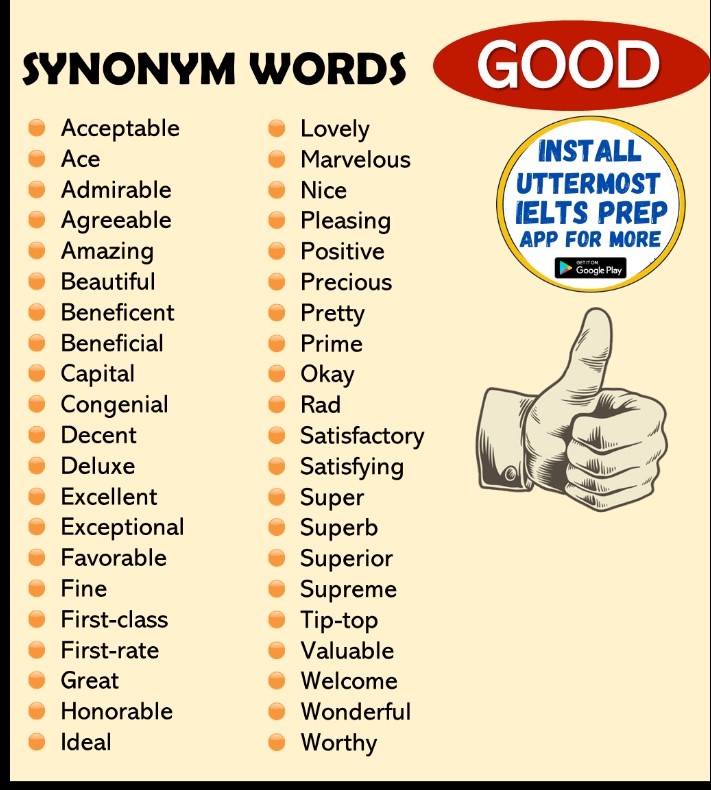 SYNONYM WORDS
GOOD
Acceptable
Ace
Admirable
Agreeable
Amazing
Beautiful
Beneficent
Beneficial
Capital
Congenial
Decent
Deluxe
Excellent
Exceptional
Favorable
Fine
First-class
First-rate
Great
Honorable
Ideal
Lovely
Marvelous
Nice
Pleasing
Positive
Precious
Pretty
Prime
Okay
Rad
Satisfactory
Satisfying
Super
Superb
Superior
Supreme
Tip-top
Valuable
Welcome
Wonderful
Worthy
INSTALL
UTTERMOST
IELTS PREP
APP FOR MORE
GET IT ON
Google Play